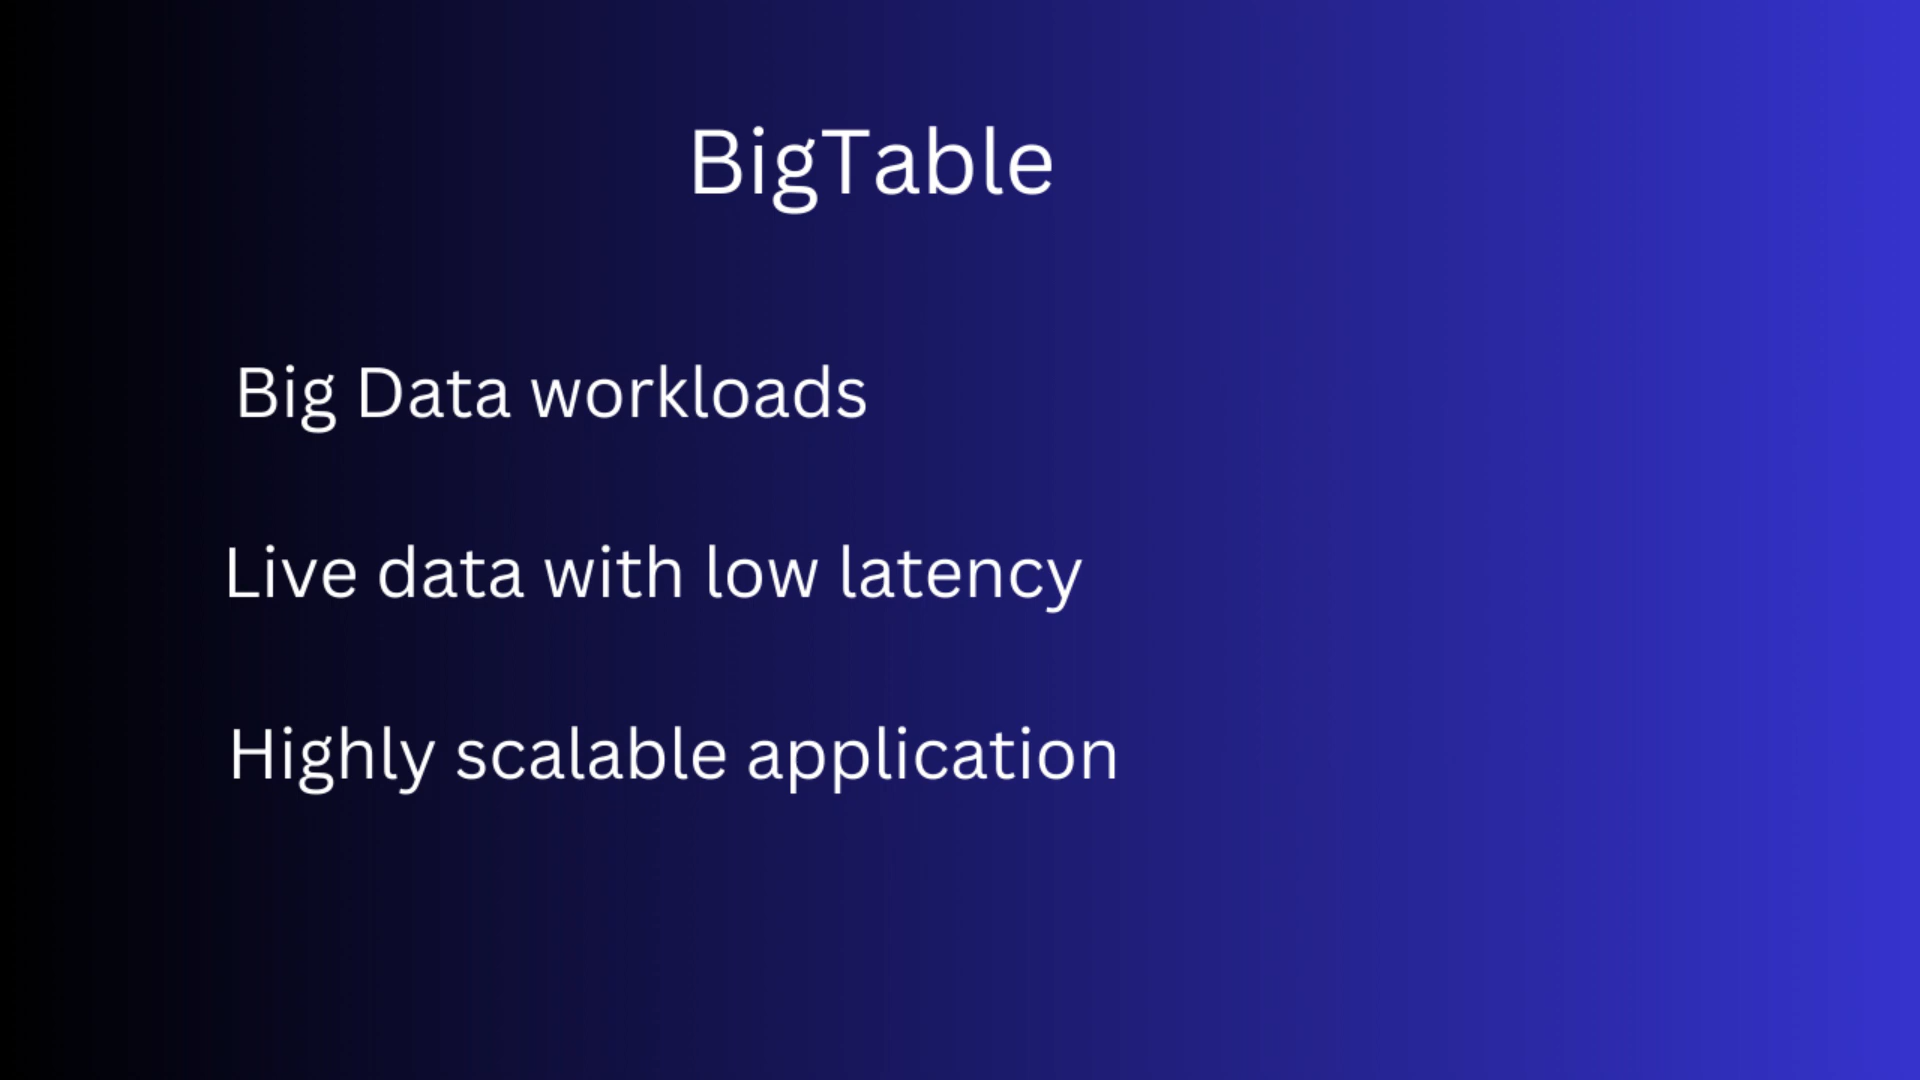 BigTable
Big Data workloads
Live data with low latency
Highly scalable application